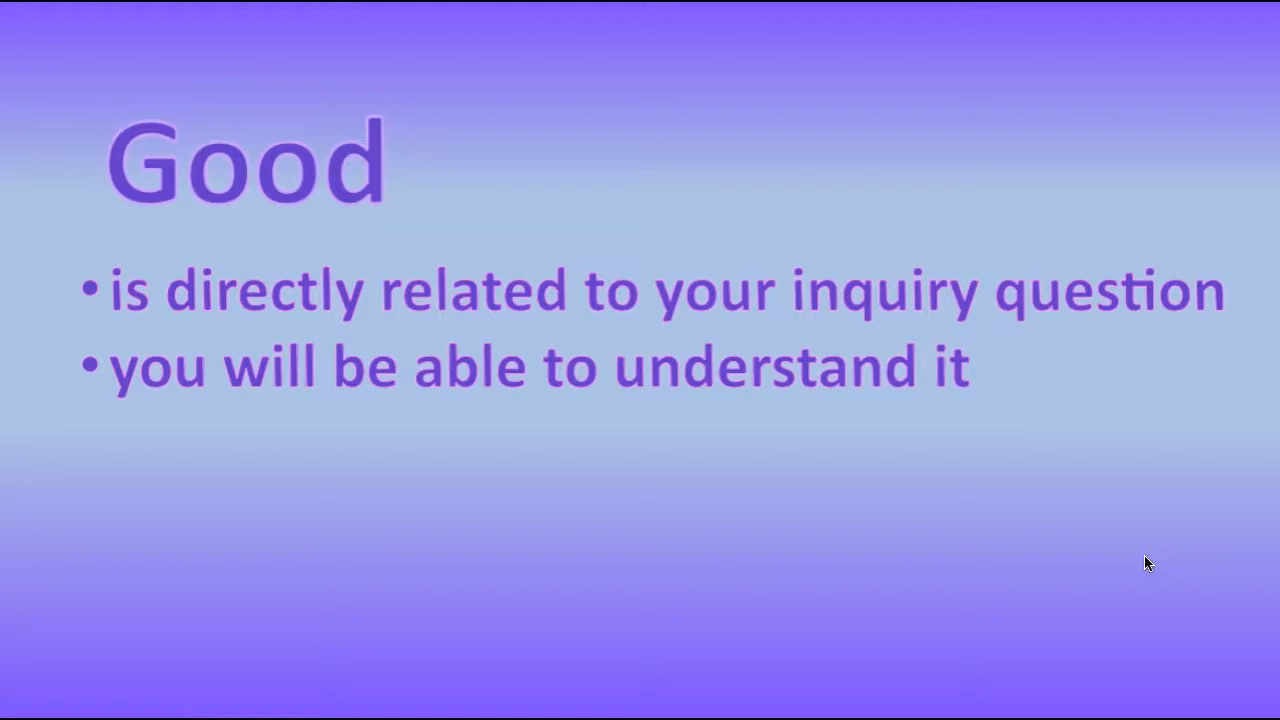 Good
• is directly related to your inquiry question
• you will be able to understand it